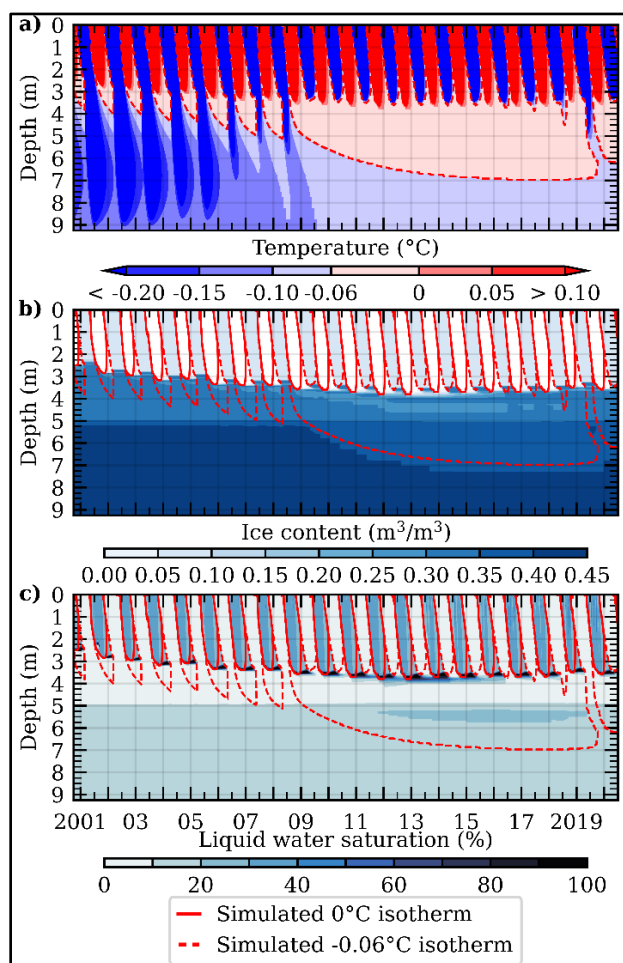 a)
0
1
2
3
4
5
6
7
8
9
Depth (m)
Temperature (°C)
< -0.20 -0.15 -0.10 -0.06 0 0.05 > 0.10
b)
0
1
2
3
4
5
6
7
8
9
Depth (m)
Ice content (m³/m³)
0.00 0.05 0.10 0.15 0.20 0.25 0.30 0.35 0.40 0.45
c)
0
1
2
3
4
5
6
7
8
9
Depth (m)
2001 03 05 07 09 11 13 15 17 2019
Liquid water saturation (%)
0 20 40 60 80 100
Simulated 0°C isotherm
Simulated -0.06°C isotherm